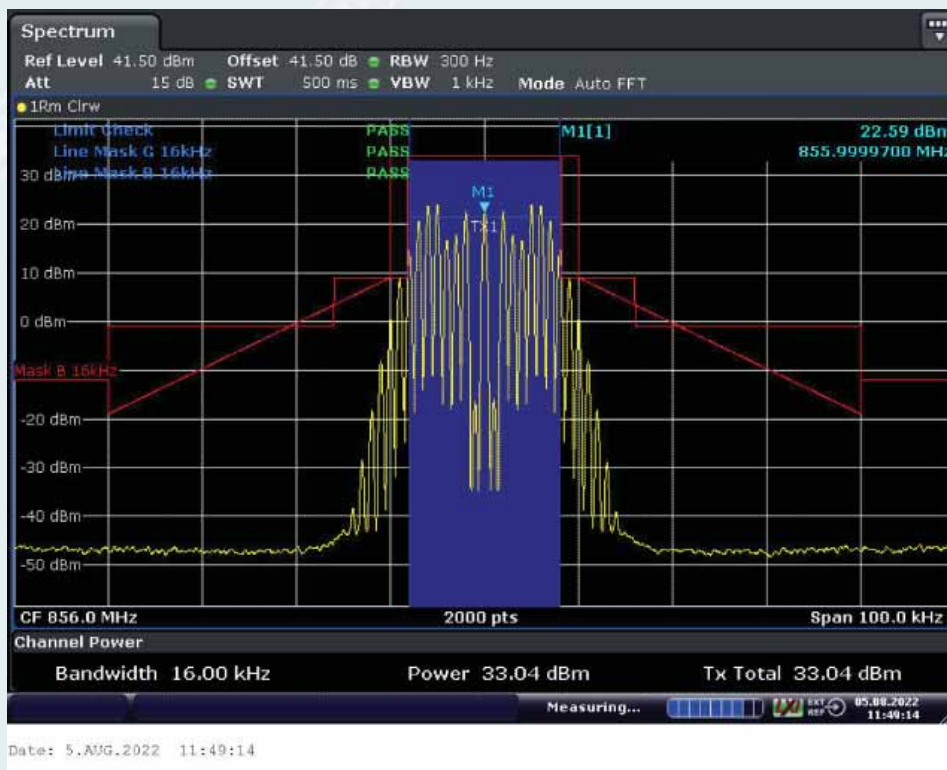 Spectrum
Ref Level 41.50 dBm Offset 41.50 dB RBW 300 Hz
Att 15 dB SWT 500 ms VBW 1 kHz Mode Auto FFT
1Rm Clrw
Limit Check PASS M1[1] 22.59 dBm
Line Mask G 16kHz PASS 855.9999700 MHz
30 dBm Line Mask B 16kHz PASS
M1
20 dBm
TX1
10 dBm
0 dBm
Mask B 16kHz
-20 dBm
-30 dBm
-40 dBm
-50 dBm
CF 856.0 MHz 2000 pts Span 100.0 kHz
Channel Power
Bandwidth 16.00 kHz Power 33.04 dBm Tx Total 33.04 dBm
Measuring... EXT REF 05.08.2022
11:49:14
Date: 5.AUG.2022 11:49:14